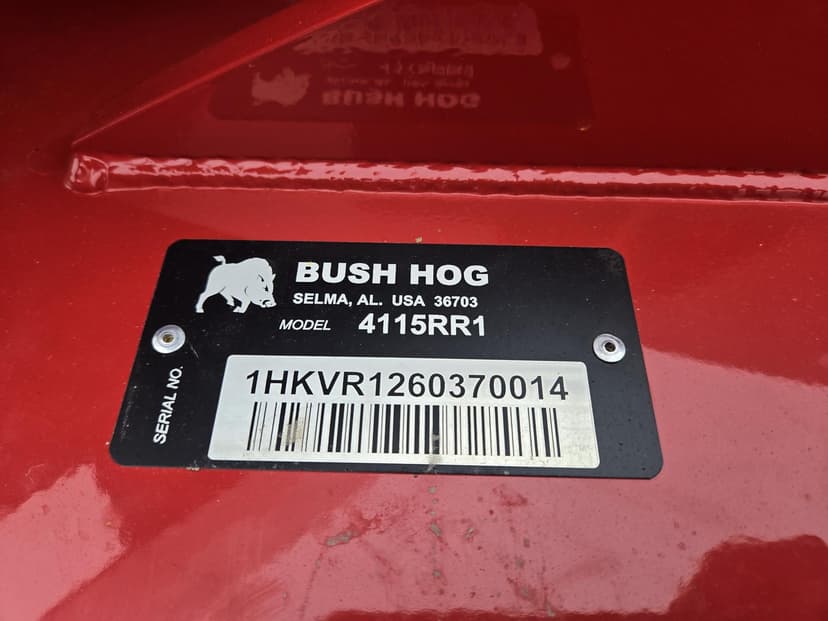 BUSH HOG
BUSH HOG
SELMA, AL. USA 36703
MODEL 4115RR1
SERIAL NO.
1HKVR1260370014